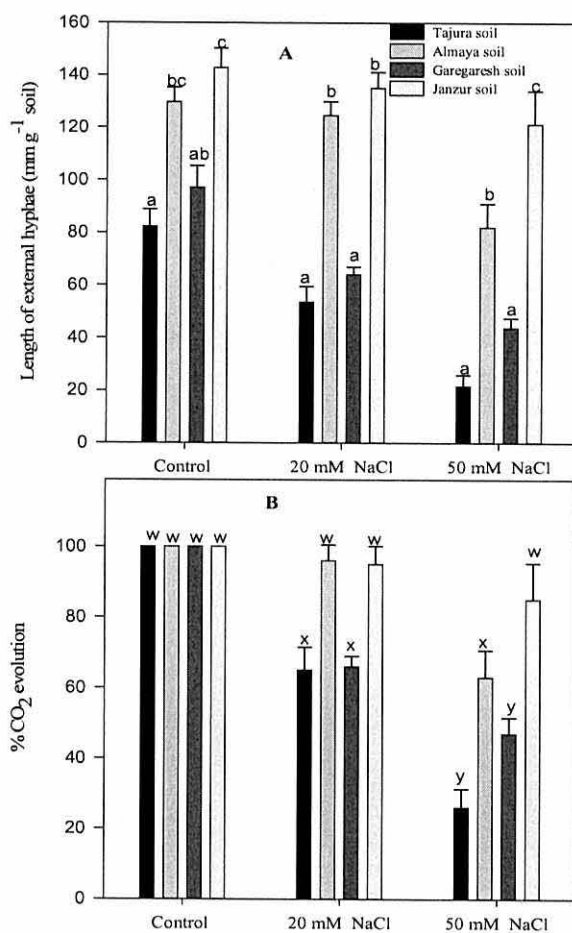 A
Tajura soil
Almaya soil
Garegaresh soil
Janzur soil
Length of external hyphae (mm g⁻¹ soil)
160
140
120
100
80
60
40
20
0
a
bc
ab
c
a
b
a
b
a
b
a
c
Control
20 mM NaCl
50 mM NaCl
B
%CO₂ evolution
100
80
60
40
20
0
w
w
w
w
x
w
x
w
y
x
y
w
Control
20 mM NaCl
50 mM NaCl